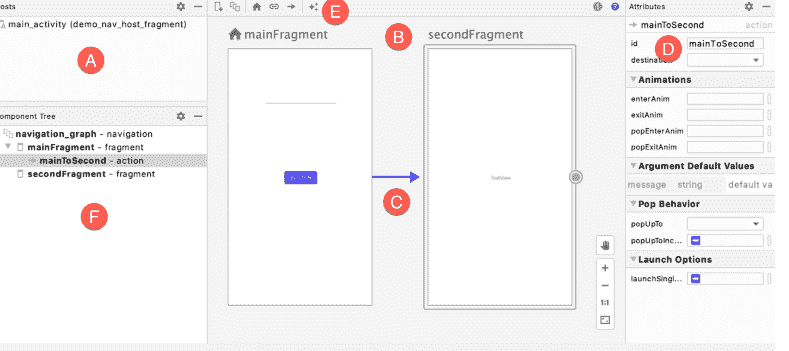 osts
main_activity (demo_nav_host_fragment)
A
omponent Tree
navigation_graph - navigation
mainFragment - fragment
mainToSecond - action
secondFragment - fragment
F
E
B
mainFragment
secondFragment
C
TextView
1:1
Attributes
mainToSecond action
id mainToSecond
D
destination
Animations
enterAnim
exitAnim
popEnterAnim
popExitAnim
Argument Default Values
message string default va
Pop Behavior
popUpTo
popUpToInc...
Launch Options
launchSingl...